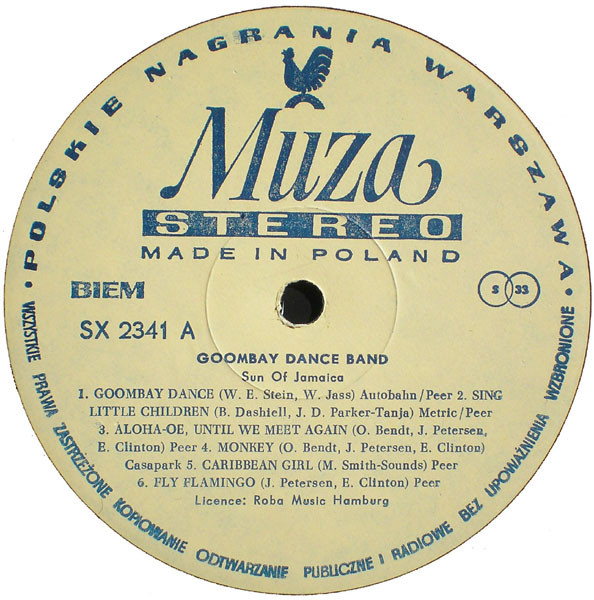 • POLSKIE NAGRANIA WARSZAWA •
Muza
STEREO
MADE IN POLAND
BIEM
S 33
SX 2341 A
GOOMBAY DANCE BAND
Sun Of Jamaica
1. GOOMBAY DANCE (W. E. Stein, W. Jass) Autobahn/Peer 2. SING
LITTLE CHILDREN (B. Dashiell, J. D. Parker-Tanja) Metric/Peer
3. ALOHA-OE, UNTIL WE MEET AGAIN (O. Bendt, J. Petersen,
E. Clinton) Peer 4. MONKEY (O. Bendt, J. Petersen, E. Clinton)
Casapark 5. CARIBBEAN GIRL (M. Smith-Sounds) Peer
6. FLY FLAMINGO (J. Petersen, E. Clinton) Peer
Licence: Roba Music Hamburg
WSZYSTKIE PRAWA ZASTRZEŻONE KOPIOWANIE ODTWARZANIE PUBLICZNE I RADIOWE BEZ UPOWAŻNIENIA WZBRONIONE